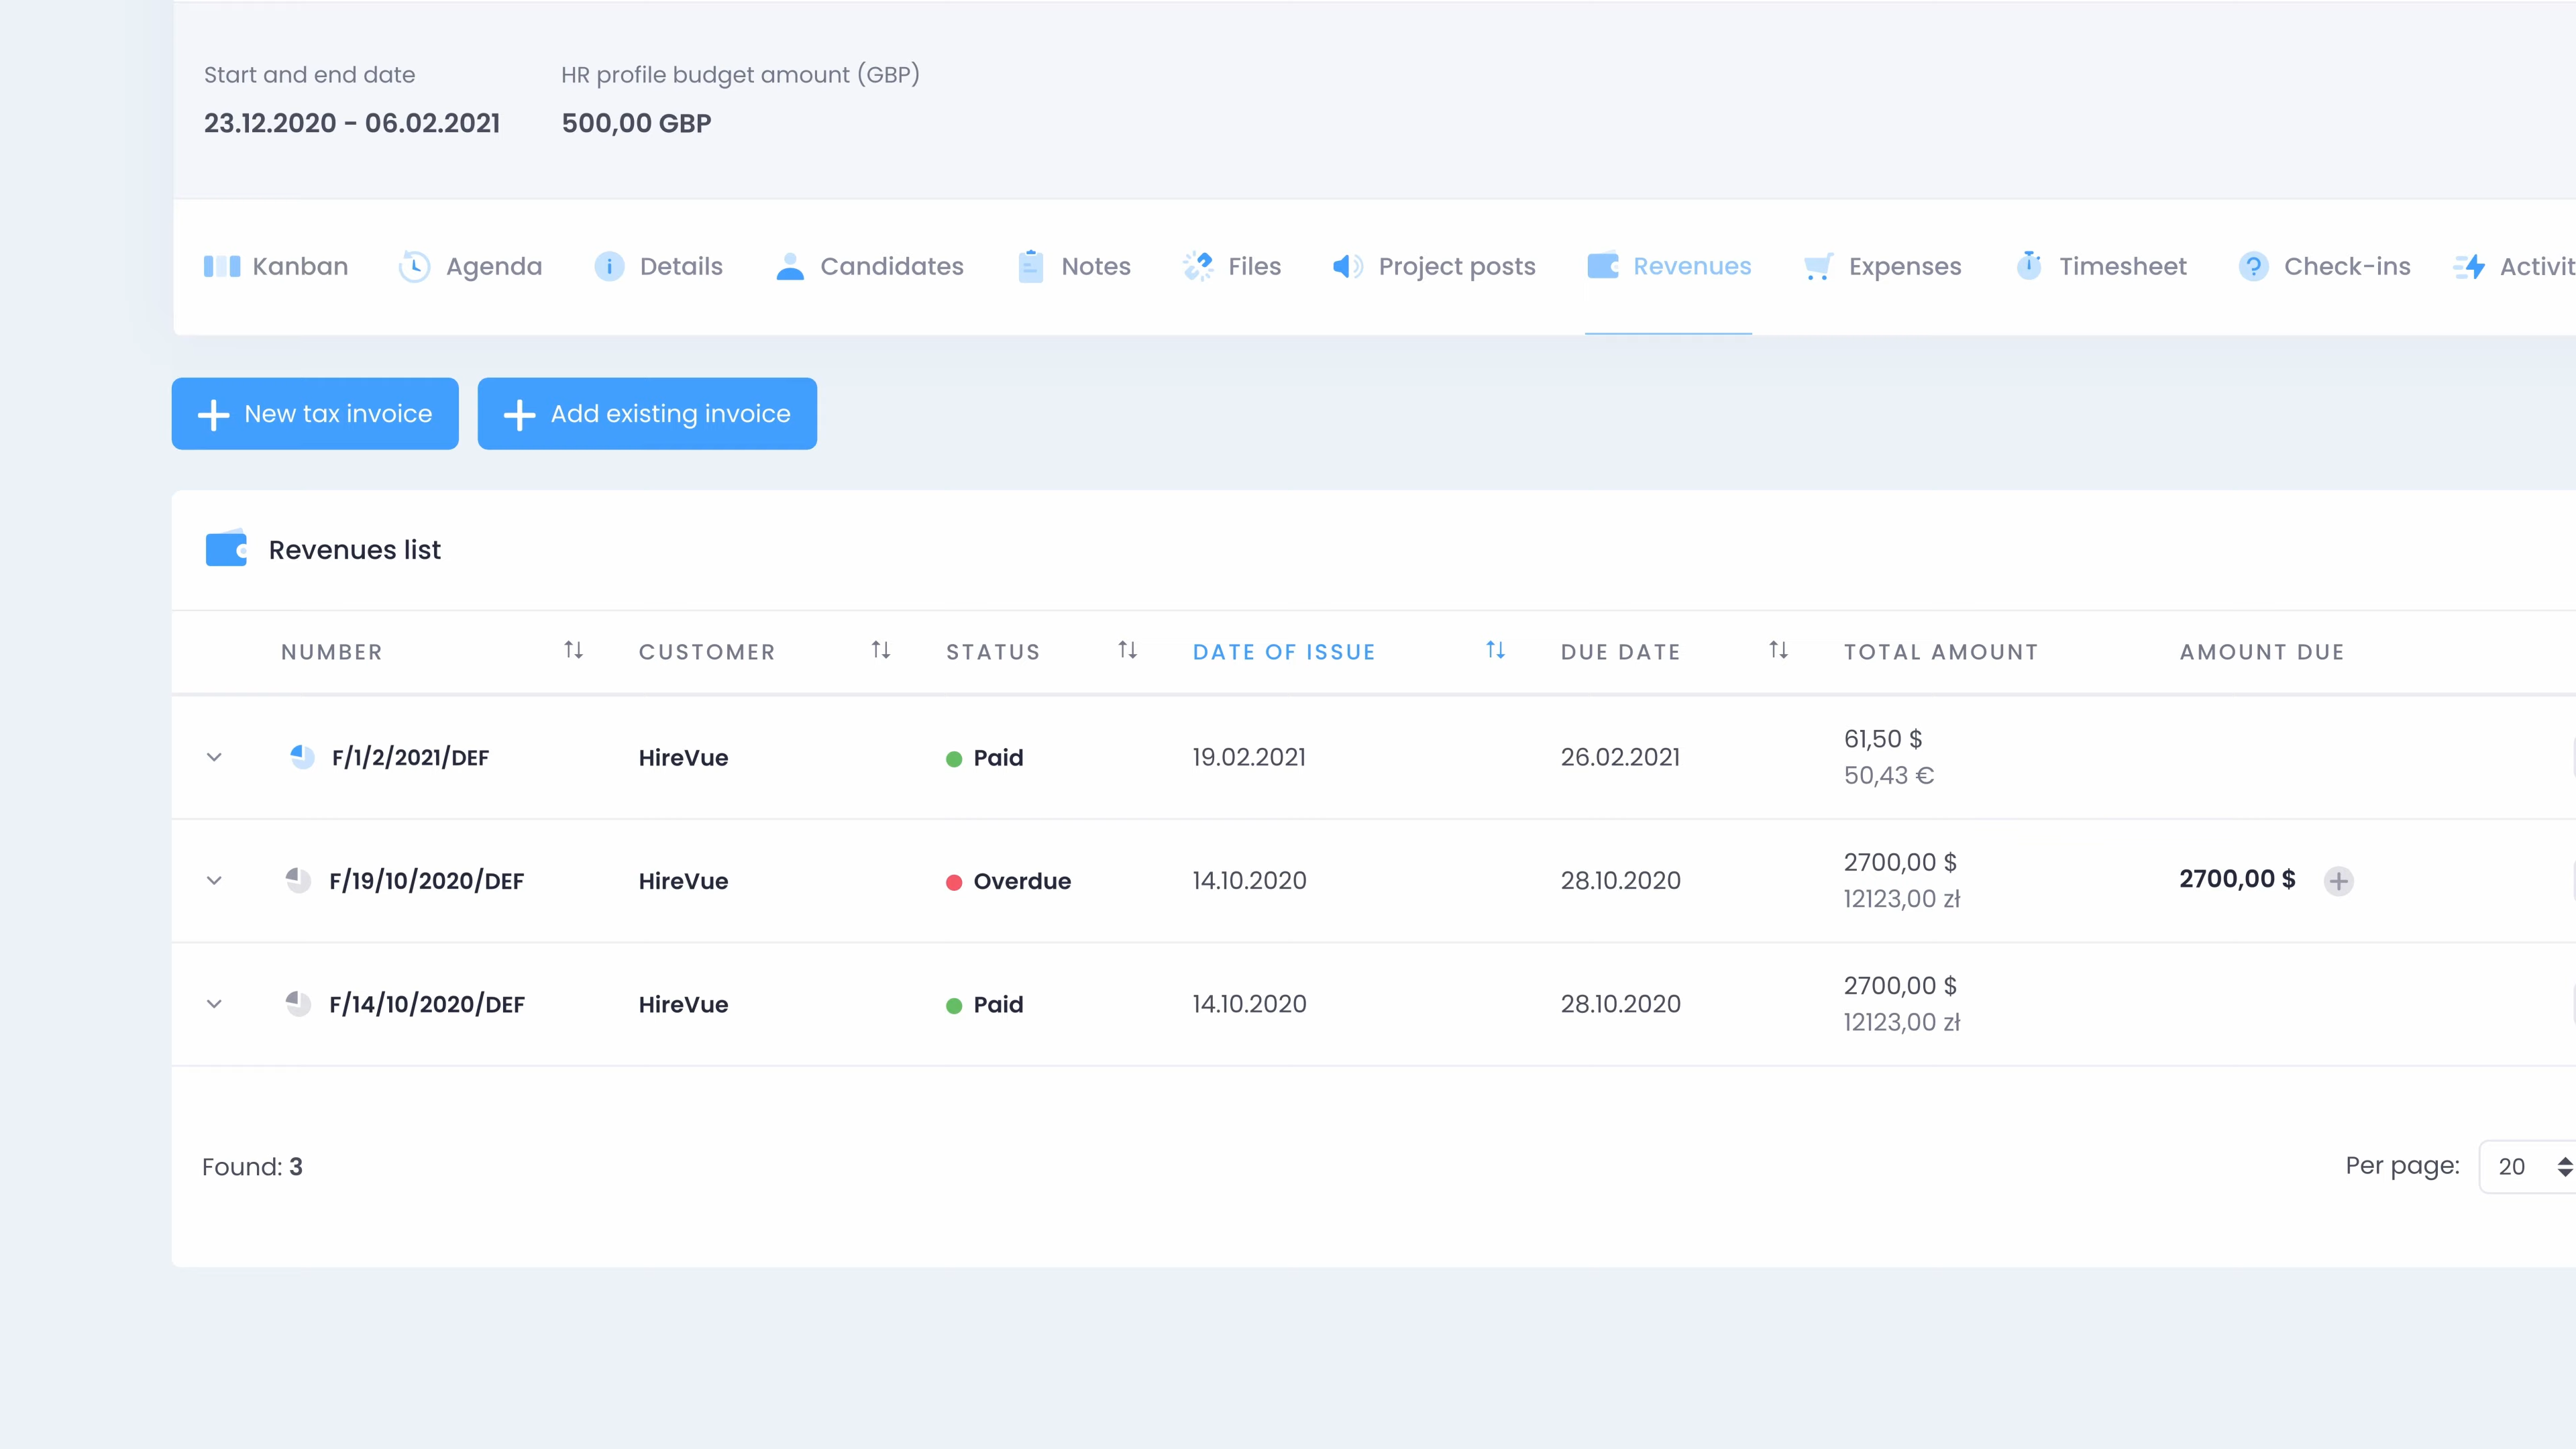 Start and end date HR profile budget amount (GBP)
23.12.2020 - 06.02.2021 500,00 GBP
Kanban Agenda Details Candidates Notes Files Project posts Revenues Expenses Timesheet Check-ins Activit
New tax invoice Add existing invoice
Revenues list
NUMBER CUSTOMER STATUS DATE OF ISSUE DUE DATE TOTAL AMOUNT AMOUNT DUE
F/1/2/2021/DEF HireVue Paid 19.02.2021 26.02.2021 61,50 $
50,43 €
F/19/10/2020/DEF HireVue Overdue 14.10.2020 28.10.2020 2700,00 $ 2700,00 $
12123,00 zł
F/14/10/2020/DEF HireVue Paid 14.10.2020 28.10.2020 2700,00 $
12123,00 zł
Found: 3 Per page: 20